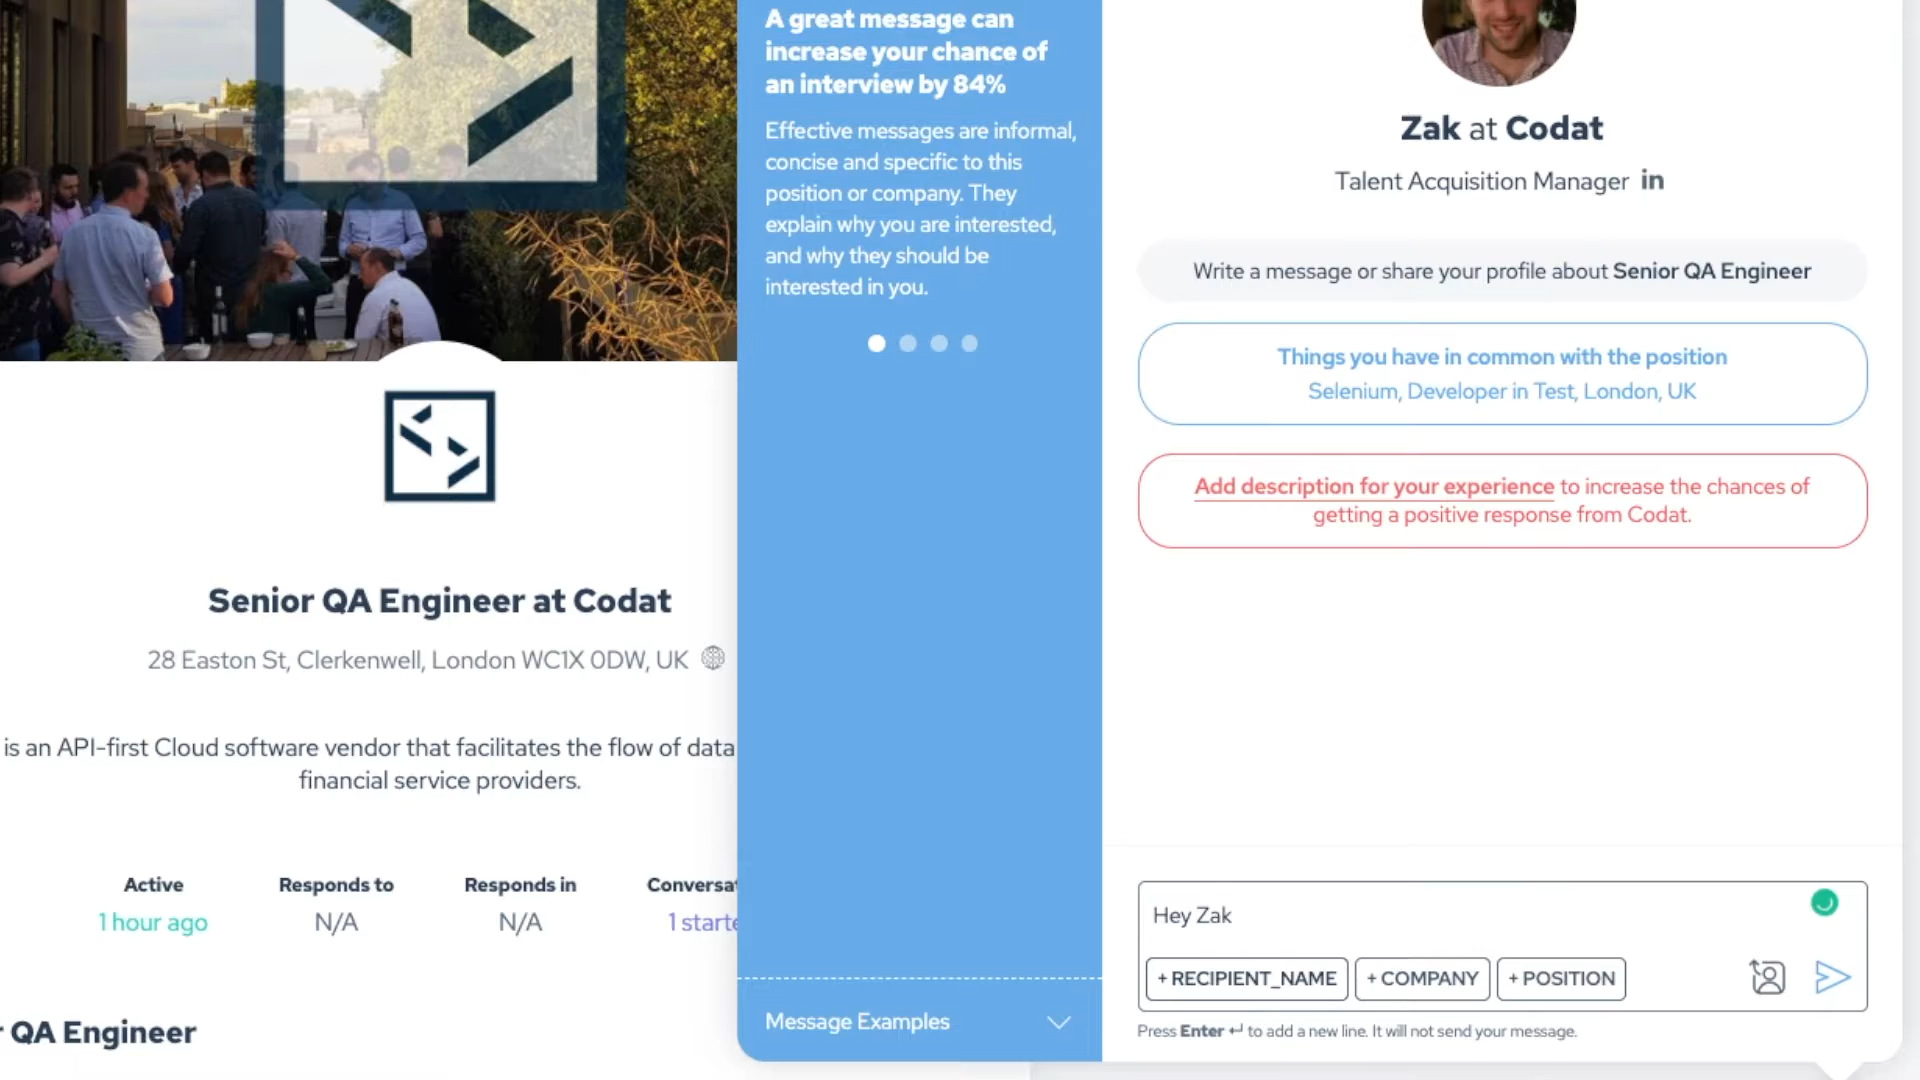 Senior QA Engineer at Codat
28 Easton St, Clerkenwell, London WC1X 0DW, UK
is an API-first Cloud software vendor that facilitates the flow of data
financial service providers.
Active
1 hour ago
Responds to
N/A
Responds in
N/A
Conversat
1 starte
QA Engineer
A great message can
increase your chance of
an interview by 84%
Effective messages are informal,
concise and specific to this
position or company. They
explain why you are interested,
and why they should be
interested in you.
Message Examples
Zak at Codat
Talent Acquisition Manager in
Write a message or share your profile about Senior QA Engineer
Things you have in common with the position
Selenium, Developer in Test, London, UK
Add description for your experience to increase the chances of
getting a positive response from Codat.
Hey Zak
+ RECIPIENT_NAME + COMPANY + POSITION
Press Enter ↵ to add a new line. It will not send your message.